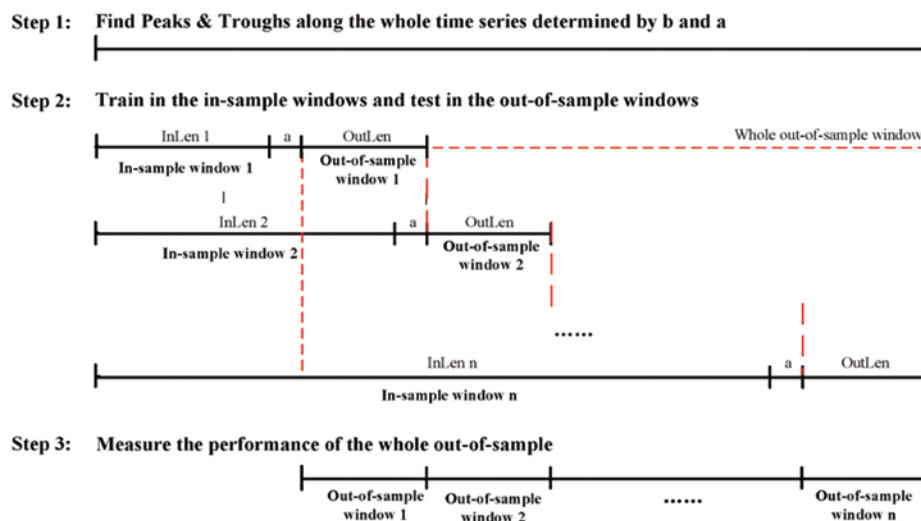 Step 1: Find Peaks & Troughs along the whole time series determined by b and a
Step 2: Train in the in-sample windows and test in the out-of-sample windows
InLen 1 a OutLen Whole out-of-sample window
In-sample window 1 Out-of-sample
window 1
InLen 2 a OutLen
In-sample window 2 Out-of-sample
window 2
......
InLen n a OutLen
In-sample window n
Step 3: Measure the performance of the whole out-of-sample
Out-of-sample Out-of-sample ...... Out-of-sample
window 1 window 2 window n